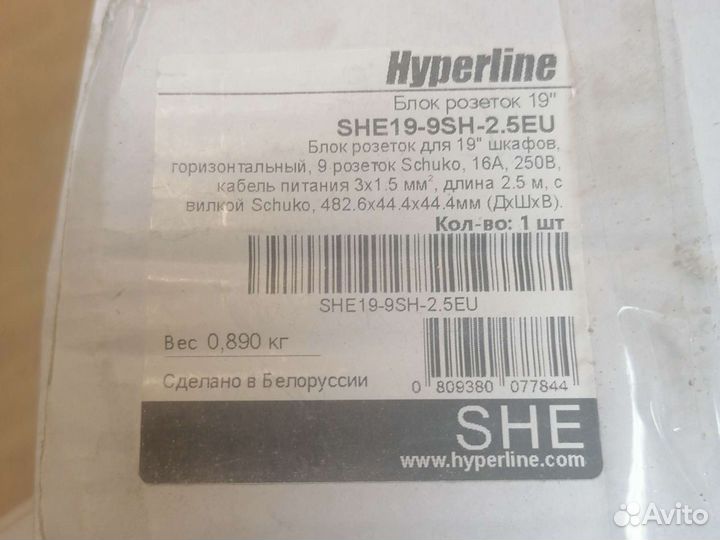 Hyperline
Блок розеток 19"
SHE19-9SH-2.5EU
Блок розеток для 19" шкафов,
горизонтальный, 9 розеток Schuko, 16A, 250В,
кабель питания 3x1.5 мм², длина 2.5 м, с
вилкой Schuko, 482.6x44.4x44.4мм (ДхШхВ).
Кол-во: 1 шт
SHE19-9SH-2.5EU
Вес 0,890 кг
Сделано в Белоруссии
0 809380 077844
SHE
www.hyperline.com
Avito